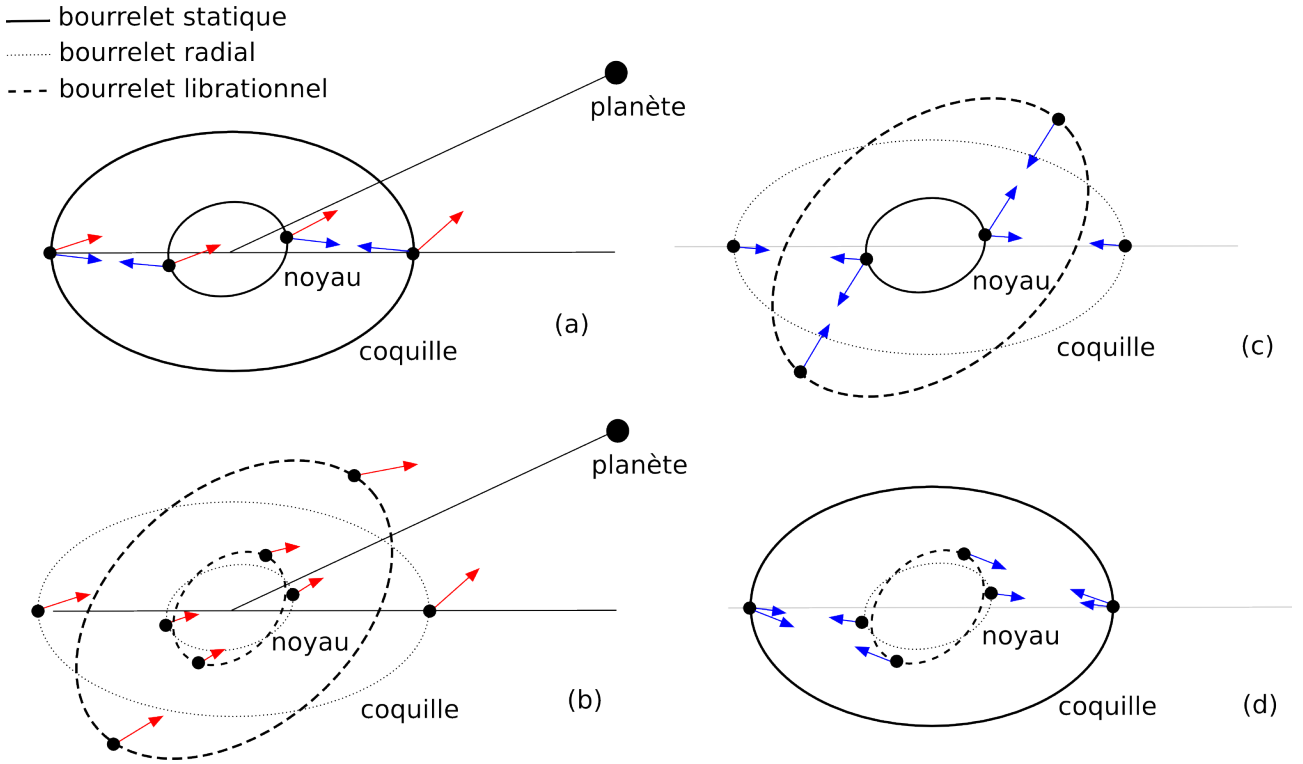 bourrelet statique
bourrelet radial
bourrelet librationnel
planète
noyau
(a)
coquille
noyau
coquille
(c)
planète
noyau
coquille
(b)
noyau
coquille
(d)